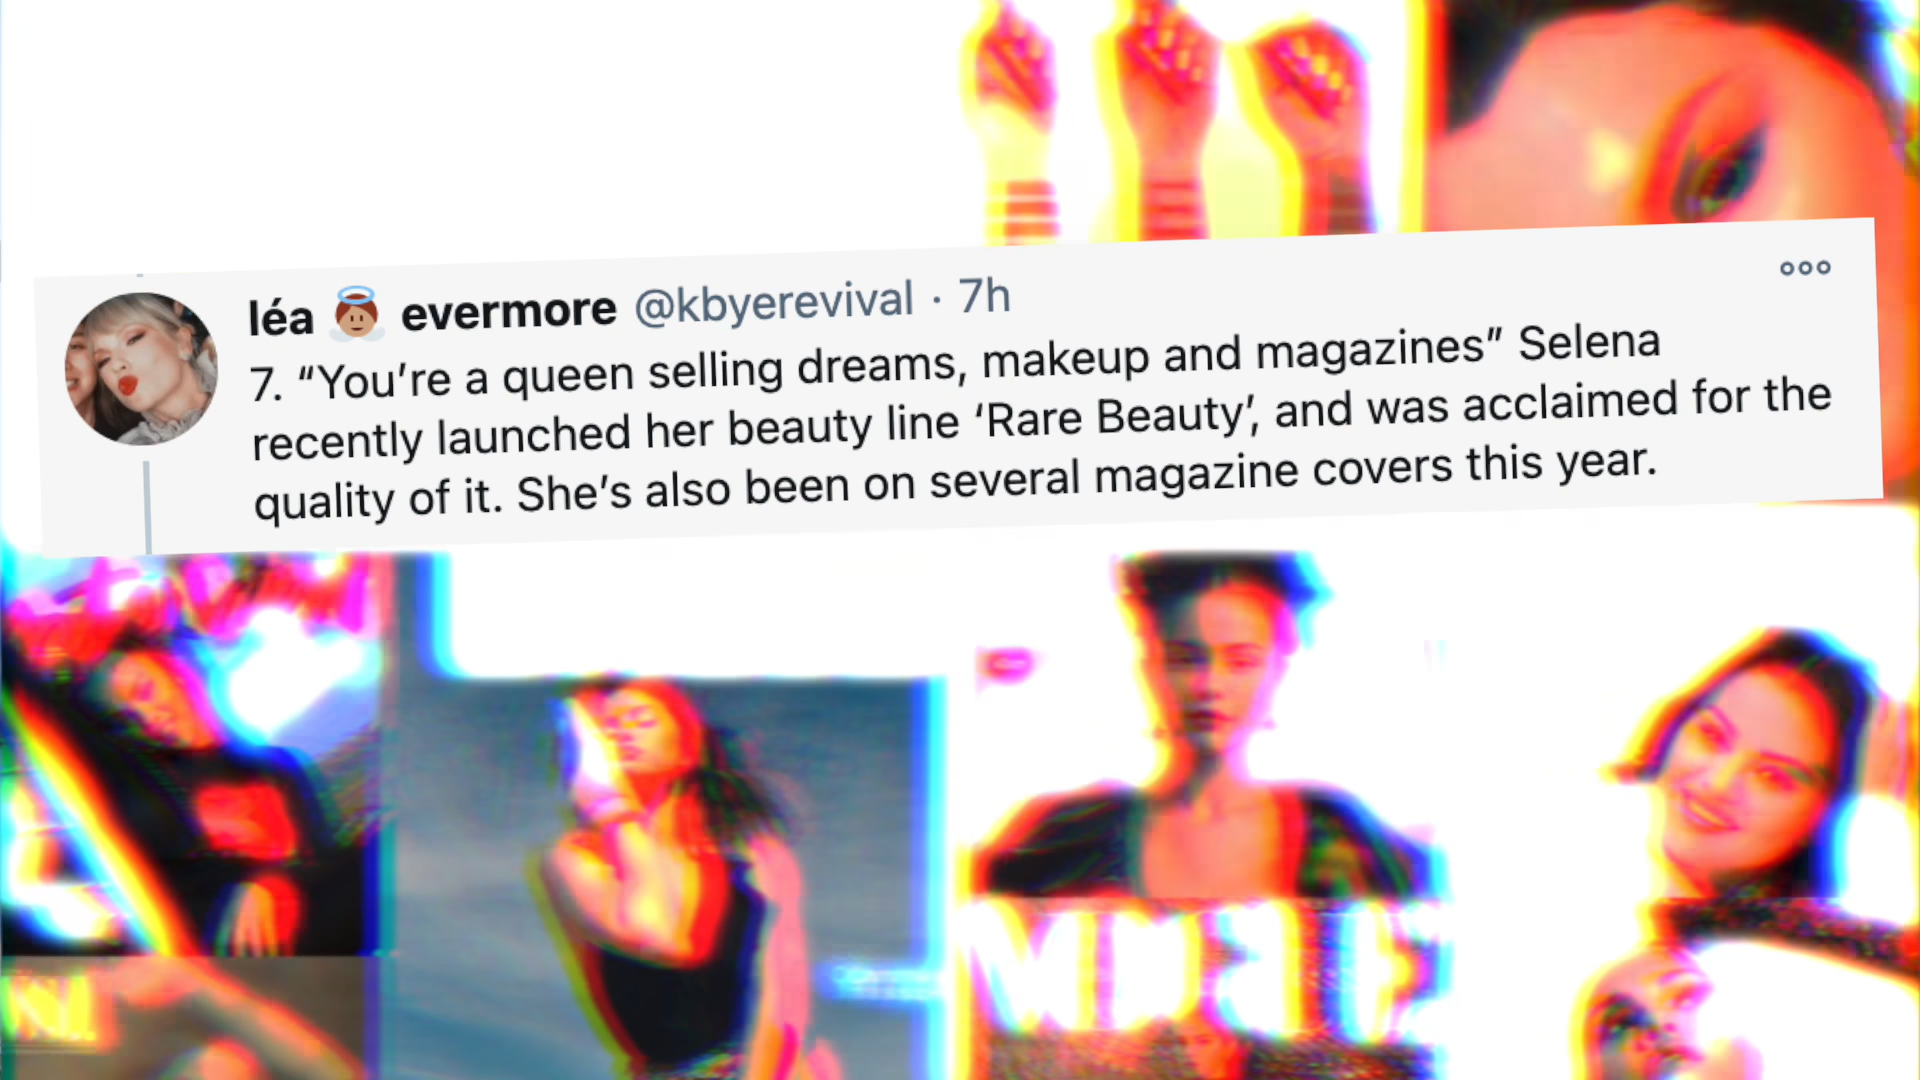 léa 👼🏽 evermore @kbyerevival · 7h
7. “You’re a queen selling dreams, makeup and magazines” Selena
recently launched her beauty line ‘Rare Beauty’, and was acclaimed for the
quality of it. She’s also been on several magazine covers this year.